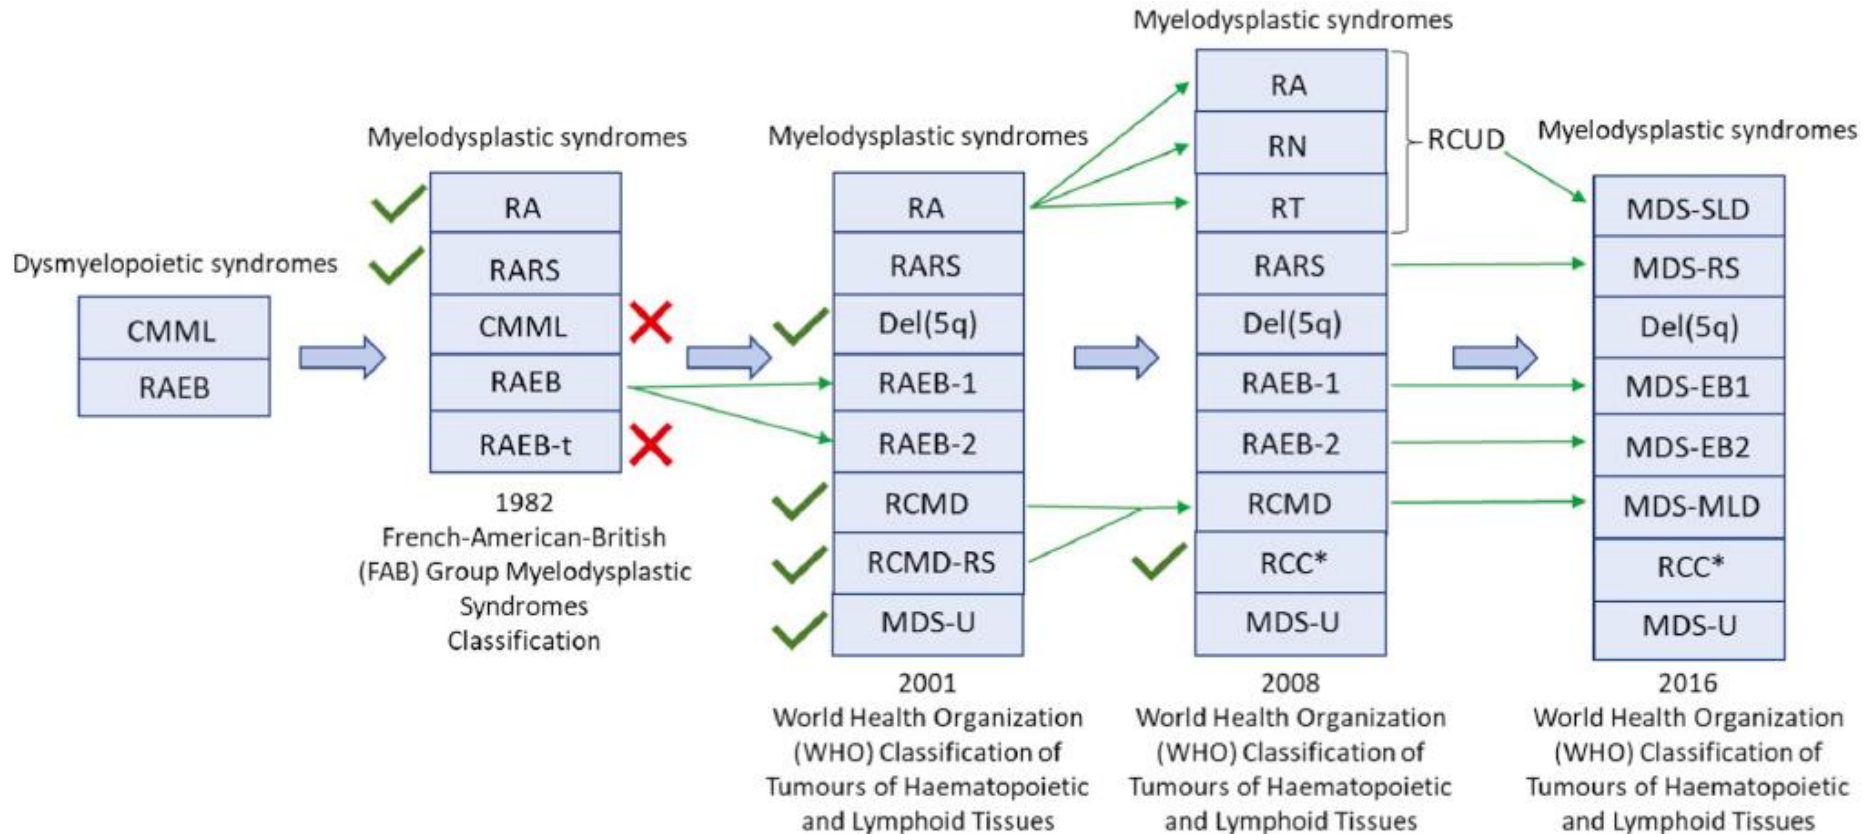 Dysmyelopoietic syndromes
CMML
RAEB
Myelodysplastic syndromes
RA
RARS
CMML
RAEB
RAEB-t
1982
French-American-British
(FAB) Group Myelodysplastic
Syndromes
Classification
Myelodysplastic syndromes
RA
RARS
Del(5q)
RAEB-1
RAEB-2
RCMD
RCMD-RS
MDS-U
2001
World Health Organization
(WHO) Classification of
Tumours of Haematopoietic
and Lymphoid Tissues
Myelodysplastic syndromes
RA
RN
RT
RCUD
RARS
Del(5q)
RAEB-1
RAEB-2
RCMD
RCC*
MDS-U
2008
World Health Organization
(WHO) Classification of
Tumours of Haematopoietic
and Lymphoid Tissues
Myelodysplastic syndromes
MDS-SLD
MDS-RS
Del(5q)
MDS-EB1
MDS-EB2
MDS-MLD
RCC*
MDS-U
2016
World Health Organization
(WHO) Classification of
Tumours of Haematopoietic
and Lymphoid Tissues